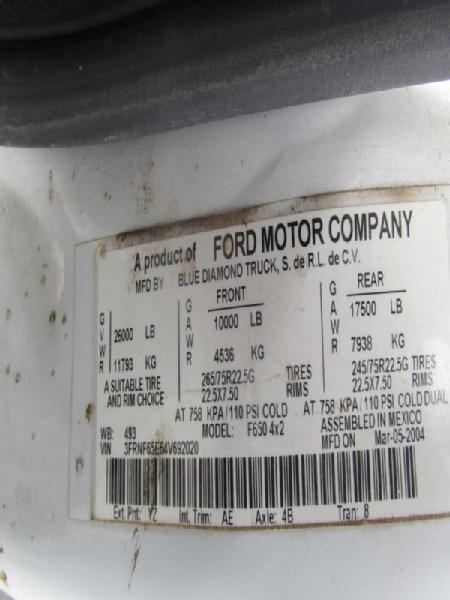 A product of FORD MOTOR COMPANY
MFD BY BLUE DIAMOND TRUCK, S. de R.L. de C.V.
FRONT REAR
GVWR 26000 LB GAWR 10000 LB GAWR 17500 LB
11793 KG 4536 KG 7938 KG
A SUITABLE TIRE 265/75R22.5G TIRES 245/75R22.5G TIRES
AND RIM CHOICE 22.5X7.50 RIMS 22.5X7.50 RIMS
AT 758 KPA/110 PSI COLD AT 758 KPA/110 PSI COLD DUAL
WB: 493 MODEL: F650 4x2 ASSEMBLED IN MEXICO
VIN 3FRNF65E54V692020 MFD ON Mar-05-2004
Ext. Pnt: YZ Int. Trim: AE Axle: 4B Tran: 8